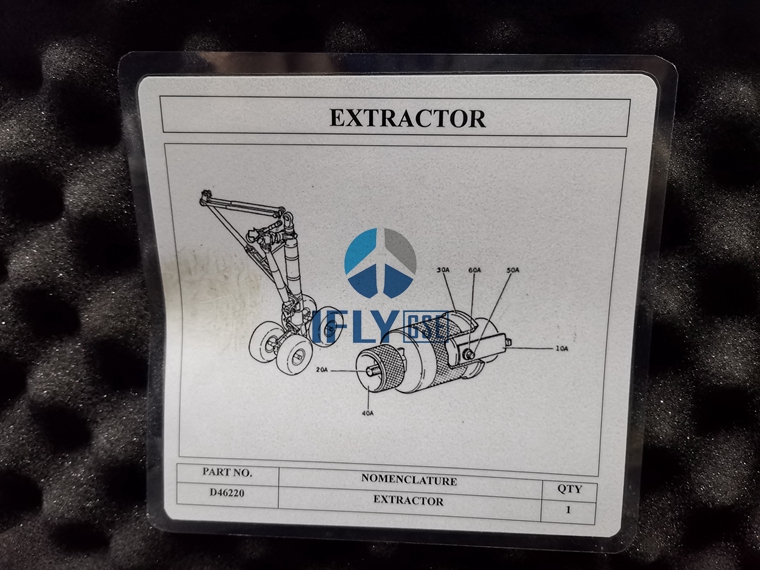 EXTRACTOR
30A 60A 50A
IFLY GSE
10A
20A
40A
PART NO. NOMENCLATURE QTY
D46220 EXTRACTOR 1